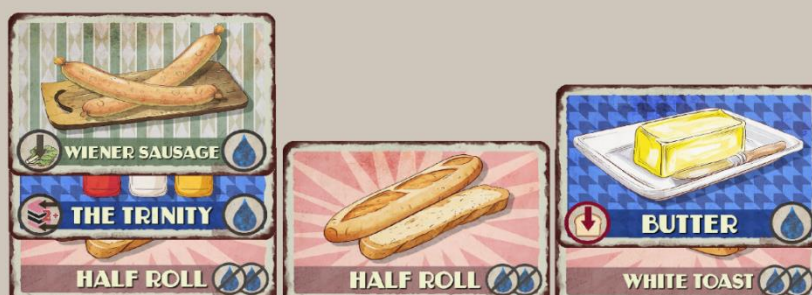 WIENER SAUSAGE
THE TRINITY
HALF ROLL
HALF ROLL
BUTTER
WHITE TOAST